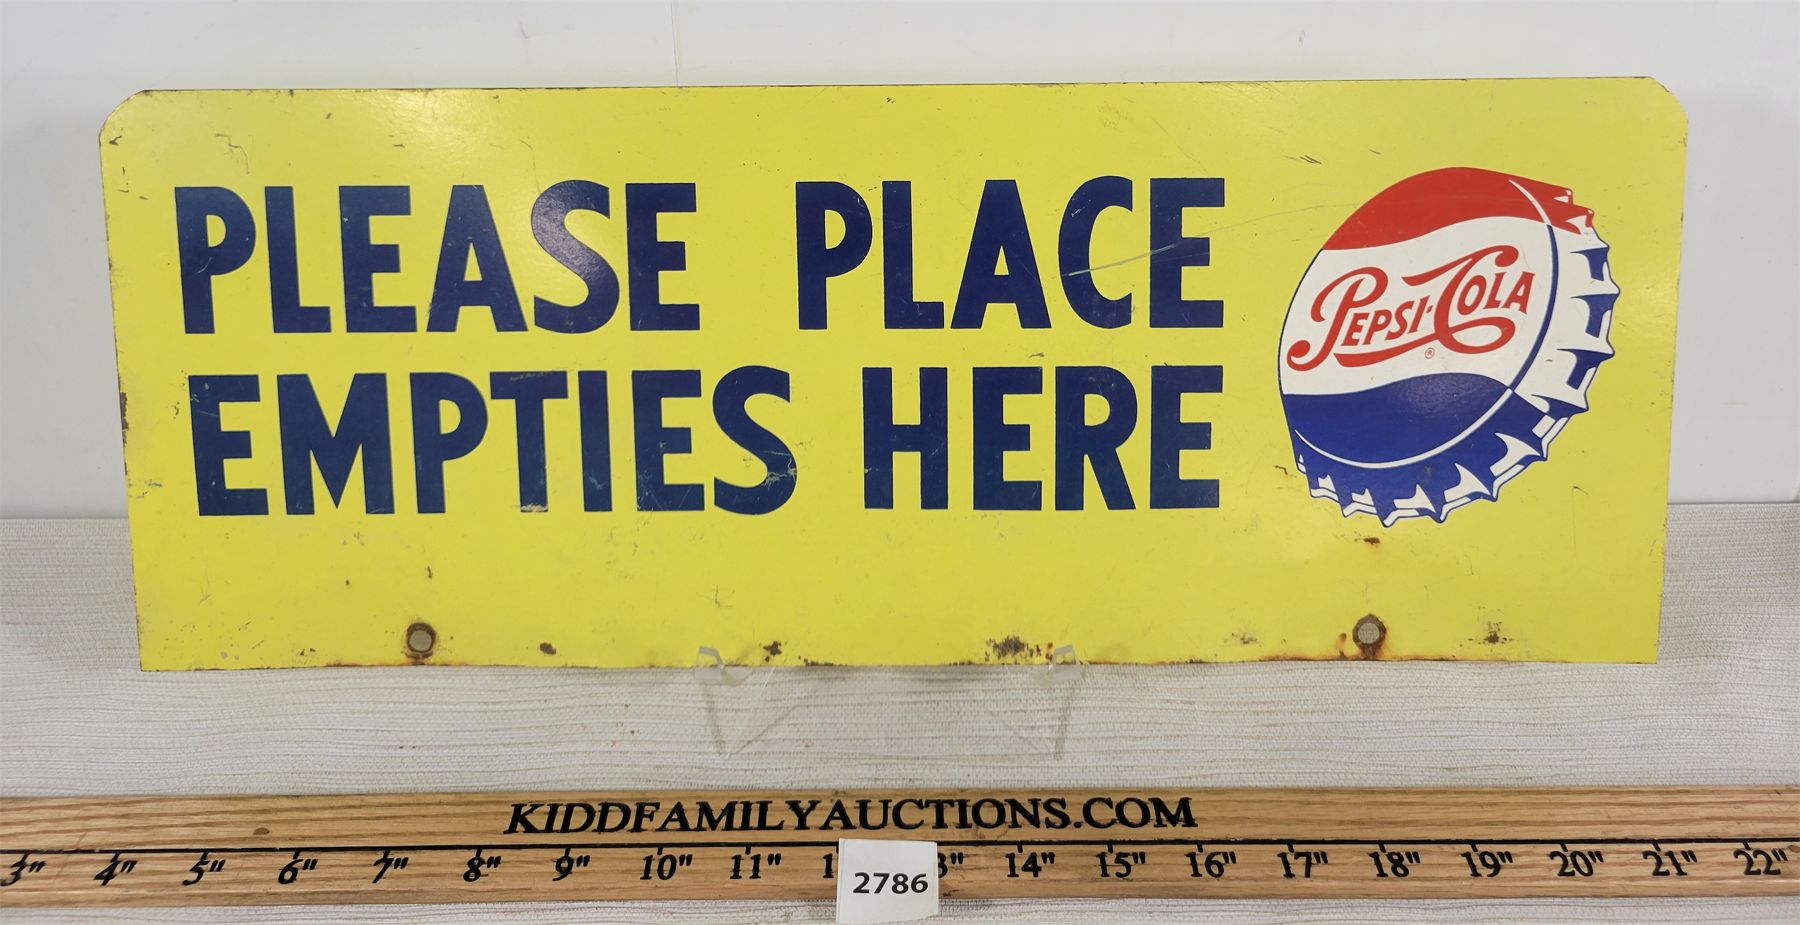 PLEASE PLACE
EMPTIES HERE
PEPSI-COLA
®
KIDDFAMILYAUCTIONS.COM
3" 4" 5" 6" 7" 8" 9" 10" 11" 14" 15" 16" 17" 18" 19" 20" 21" 22"
2786